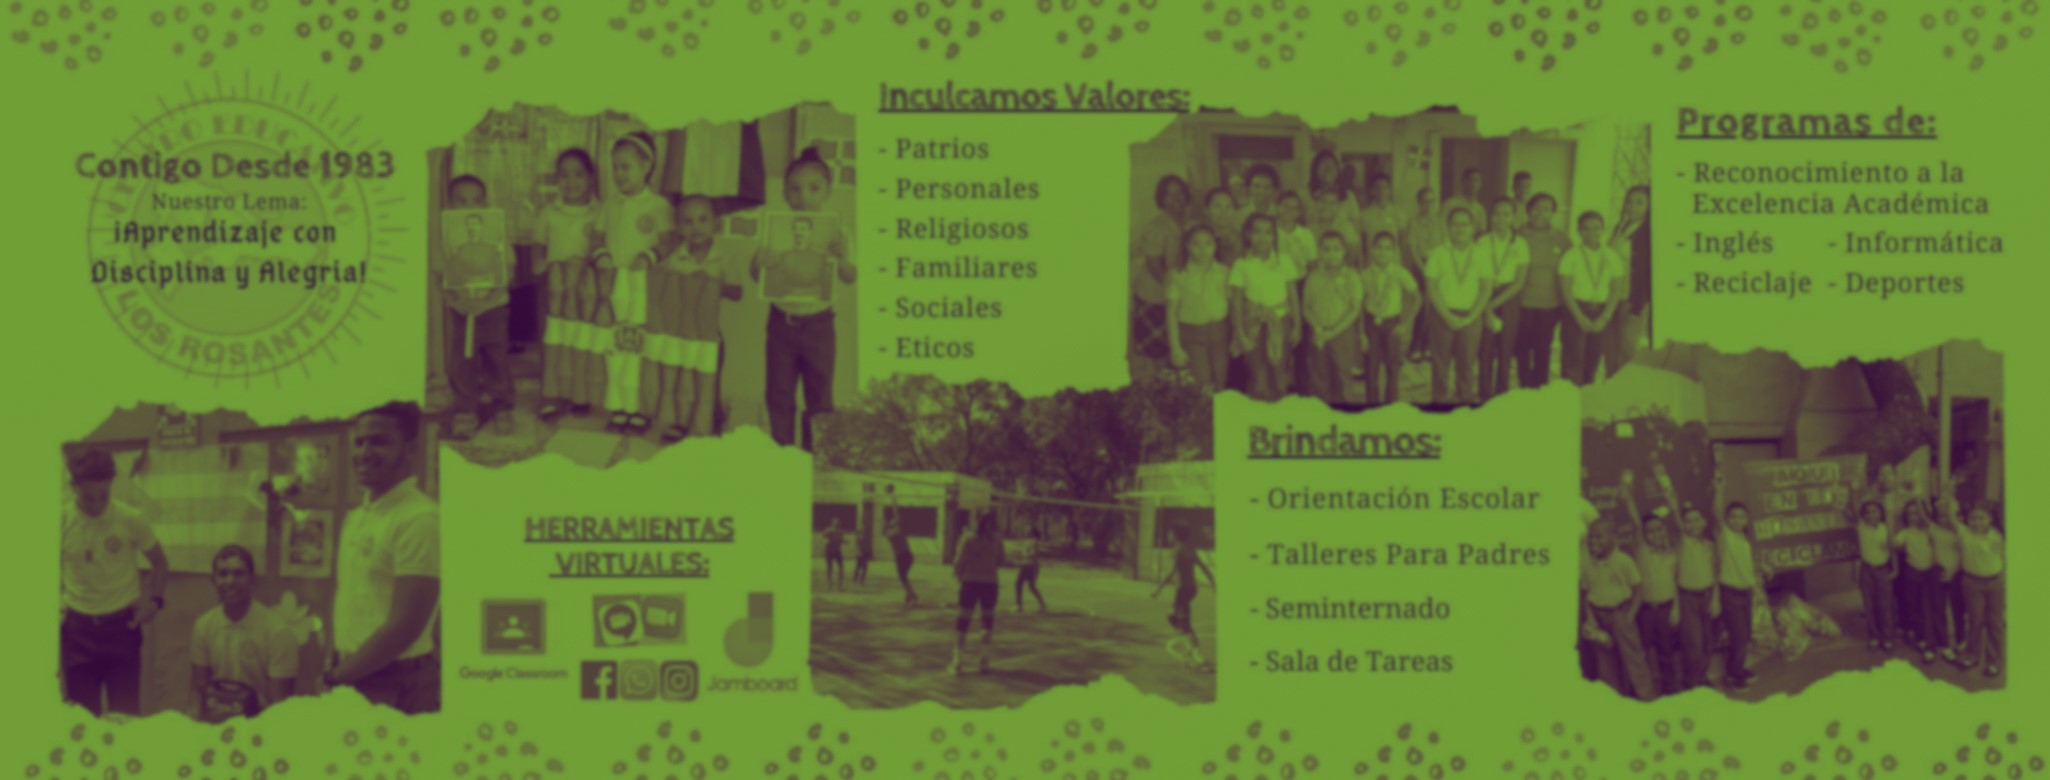 Contigo Desde 1983
Nuestro Lema:
¡Aprendizaje con
Disciplina y Alegria!
LOS ROSANTES
Inculcamos Valores:
- Patrios
- Personales
- Religiosos
- Familiares
- Sociales
- Eticos
Programas de:
- Reconocimiento a la
Excelencia Académica
- Inglés - Informática
- Reciclaje - Deportes
HERRAMIENTAS
VIRTUALES:
Google Classroom
Jamboard
Brindamos:
- Orientación Escolar
- Talleres Para Padres
- Seminternado
- Sala de Tareas